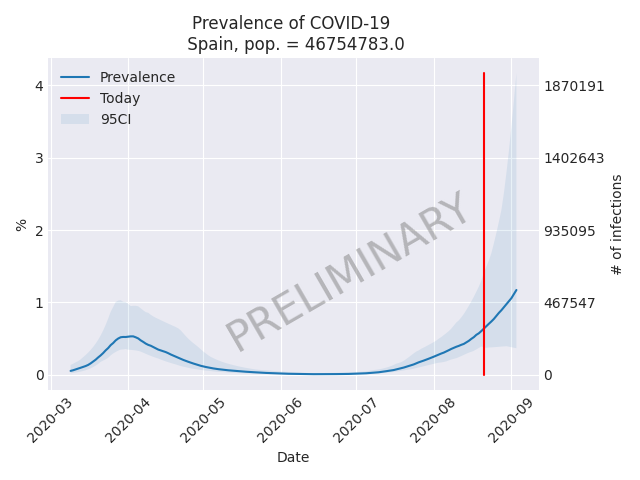 Prevalence of COVID-19
Spain, pop. = 46754783.0
Prevalence
Today
95CI
PRELIMINARY
%
4
3
2
1
0
1870191
1402643
935095
467547
0
# of infections
2020-03
2020-04
2020-05
2020-06
2020-07
2020-08
2020-09
Date